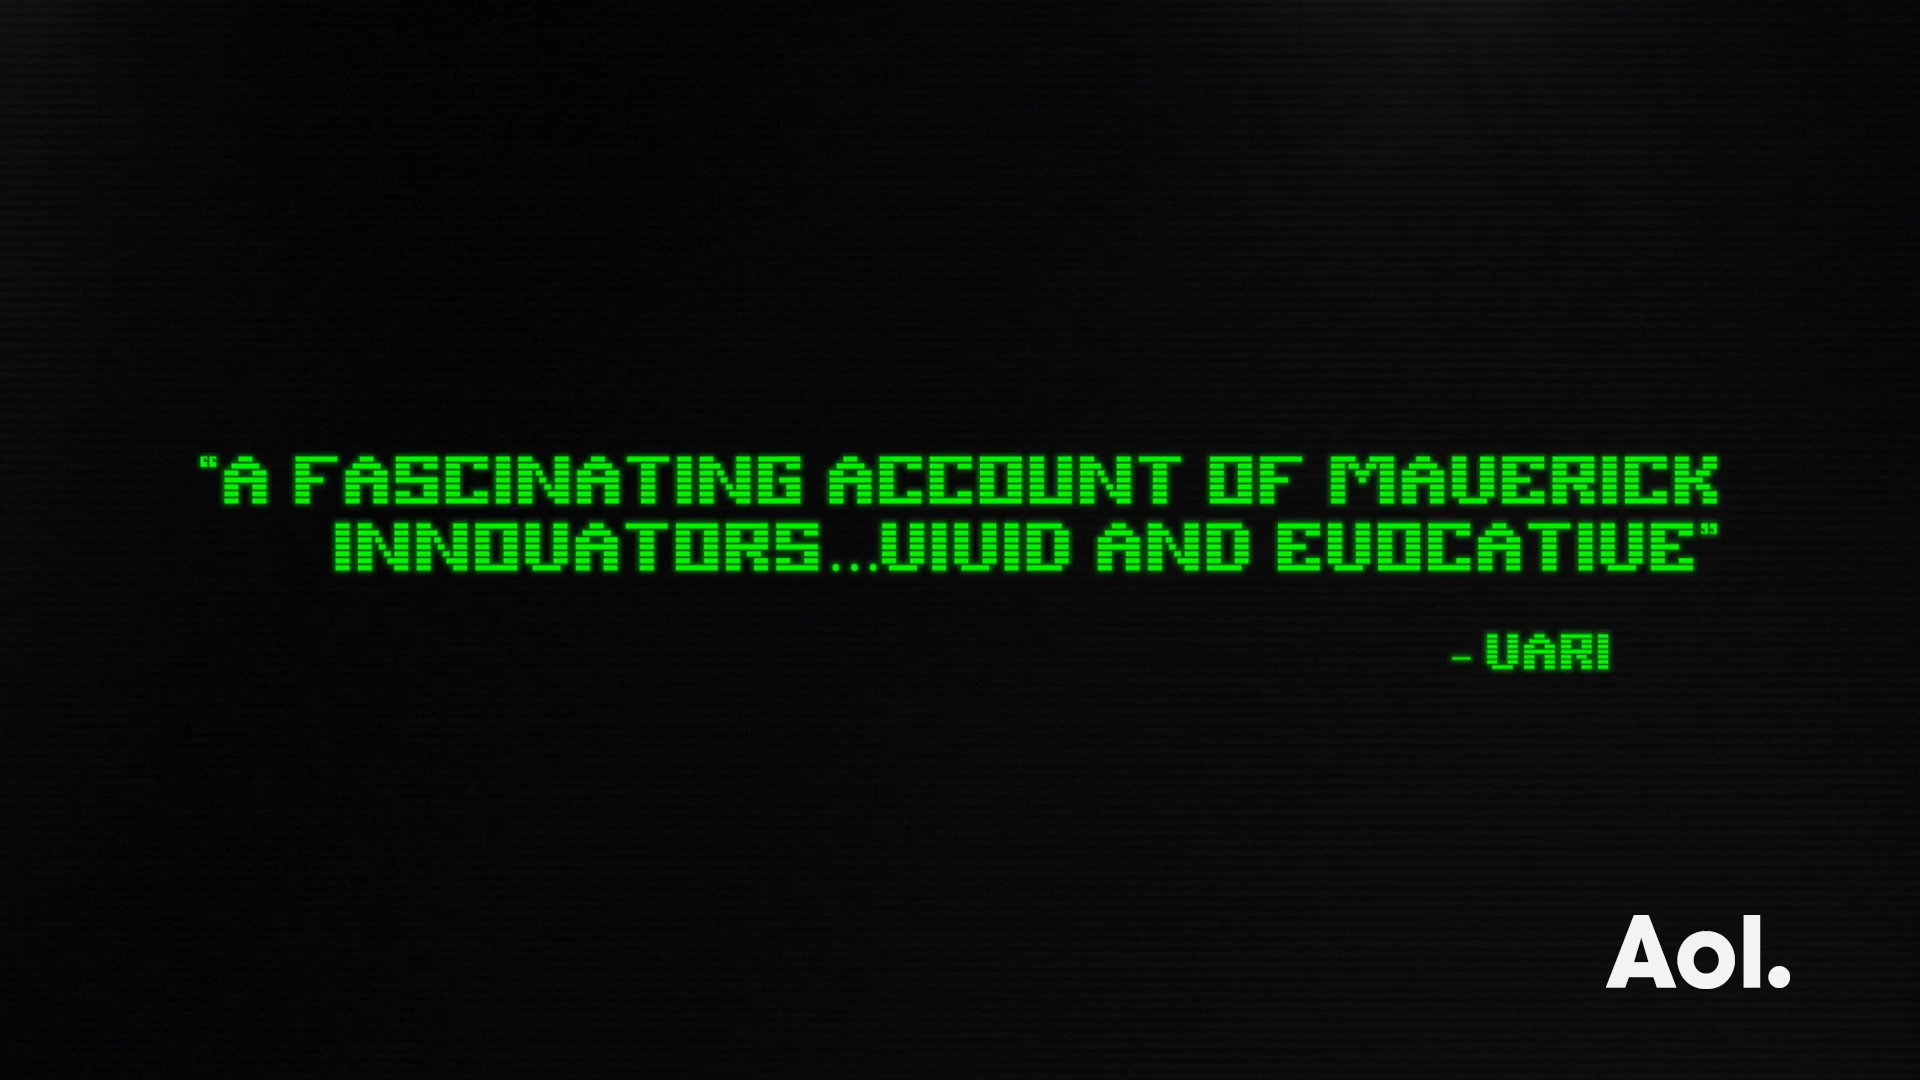 “A FASCINATING ACCOUNT OF MAVERICK
INNOVATORS...VIVID AND EVOCATIVE”
- VARI
Aol.